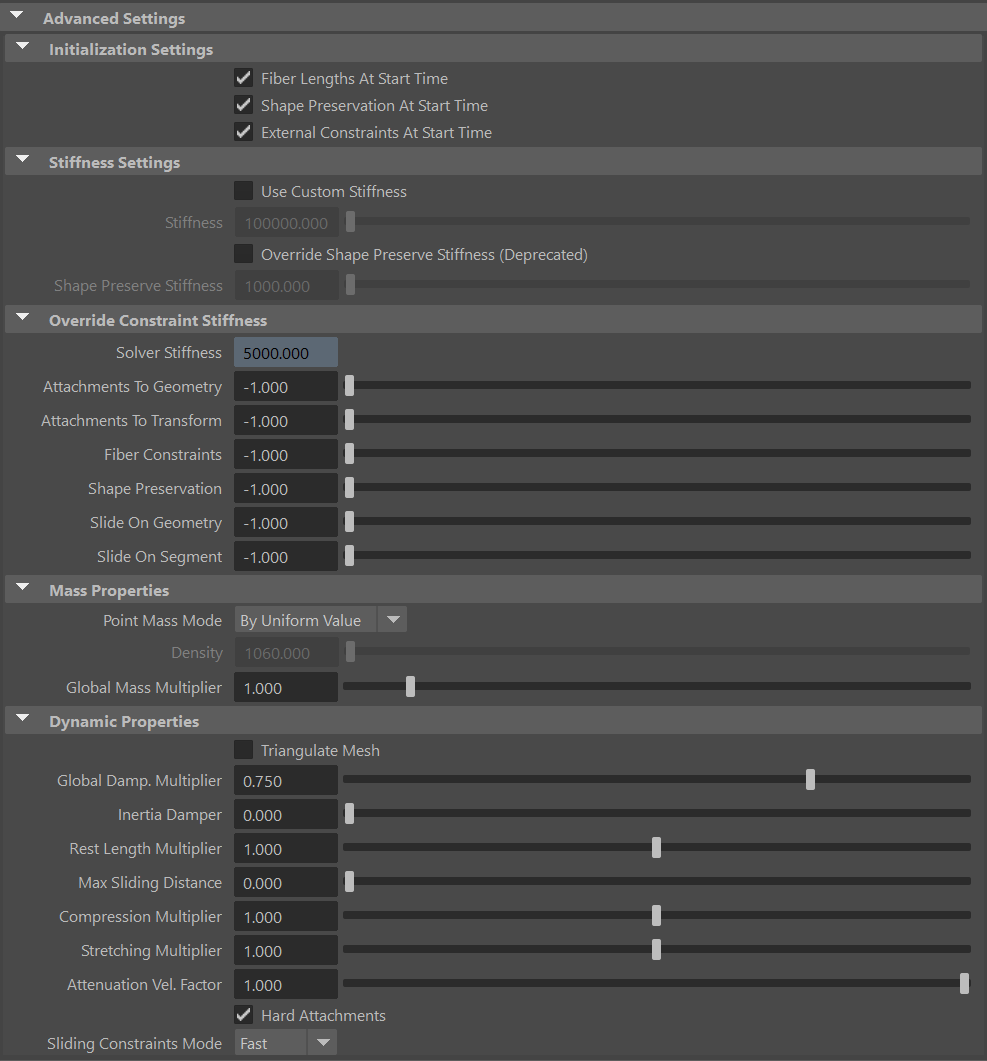 Advanced Settings
Initialization Settings
Fiber Lengths At Start Time
Shape Preservation At Start Time
External Constraints At Start Time
Stiffness Settings
Use Custom Stiffness
Stiffness 100000.000
Override Shape Preserve Stiffness (Deprecated)
Shape Preserve Stiffness 1000.000
Override Constraint Stiffness
Solver Stiffness 5000.000
Attachments To Geometry -1.000
Attachments To Transform -1.000
Fiber Constraints -1.000
Shape Preservation -1.000
Slide On Geometry -1.000
Slide On Segment -1.000
Mass Properties
Point Mass Mode By Uniform Value
Density 1060.000
Global Mass Multiplier 1.000
Dynamic Properties
Triangulate Mesh
Global Damp. Multiplier 0.750
Inertia Damper 0.000
Rest Length Multiplier 1.000
Max Sliding Distance 0.000
Compression Multiplier 1.000
Stretching Multiplier 1.000
Attenuation Vel. Factor 1.000
Hard Attachments
Sliding Constraints Mode Fast